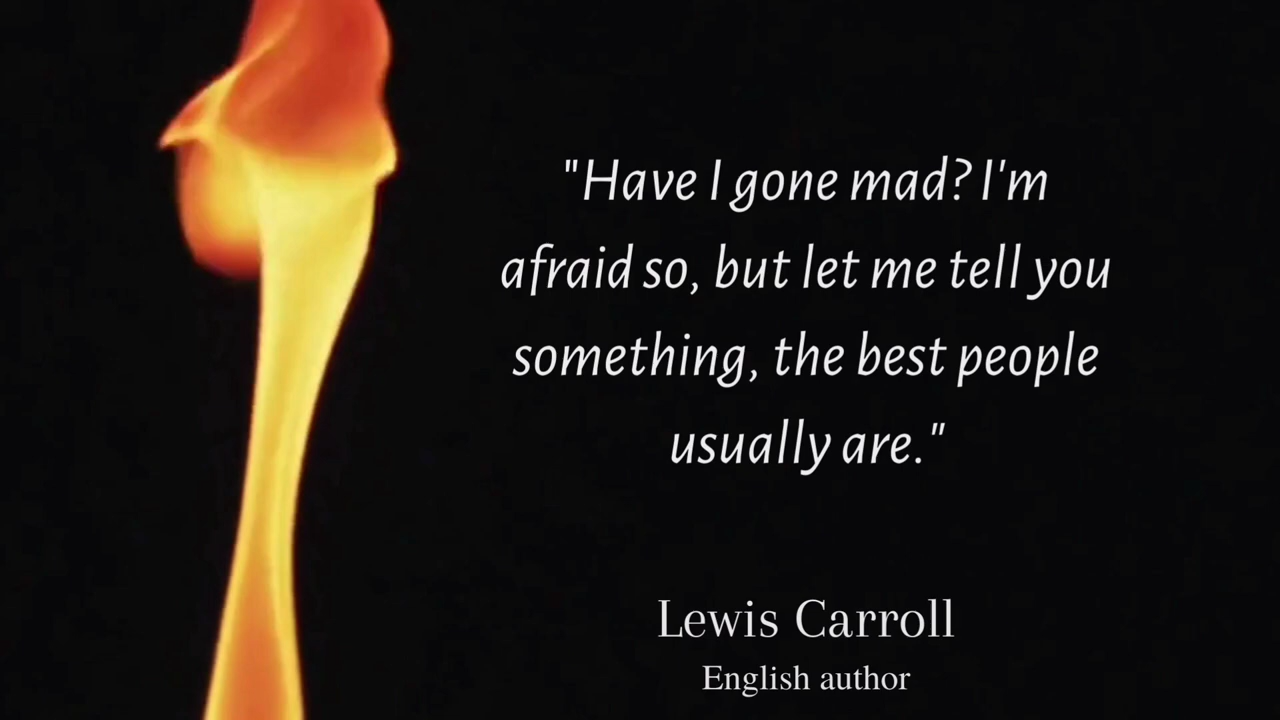 "Have I gone mad? I'm
afraid so, but let me tell you
something, the best people
usually are."
Lewis Carroll
English author